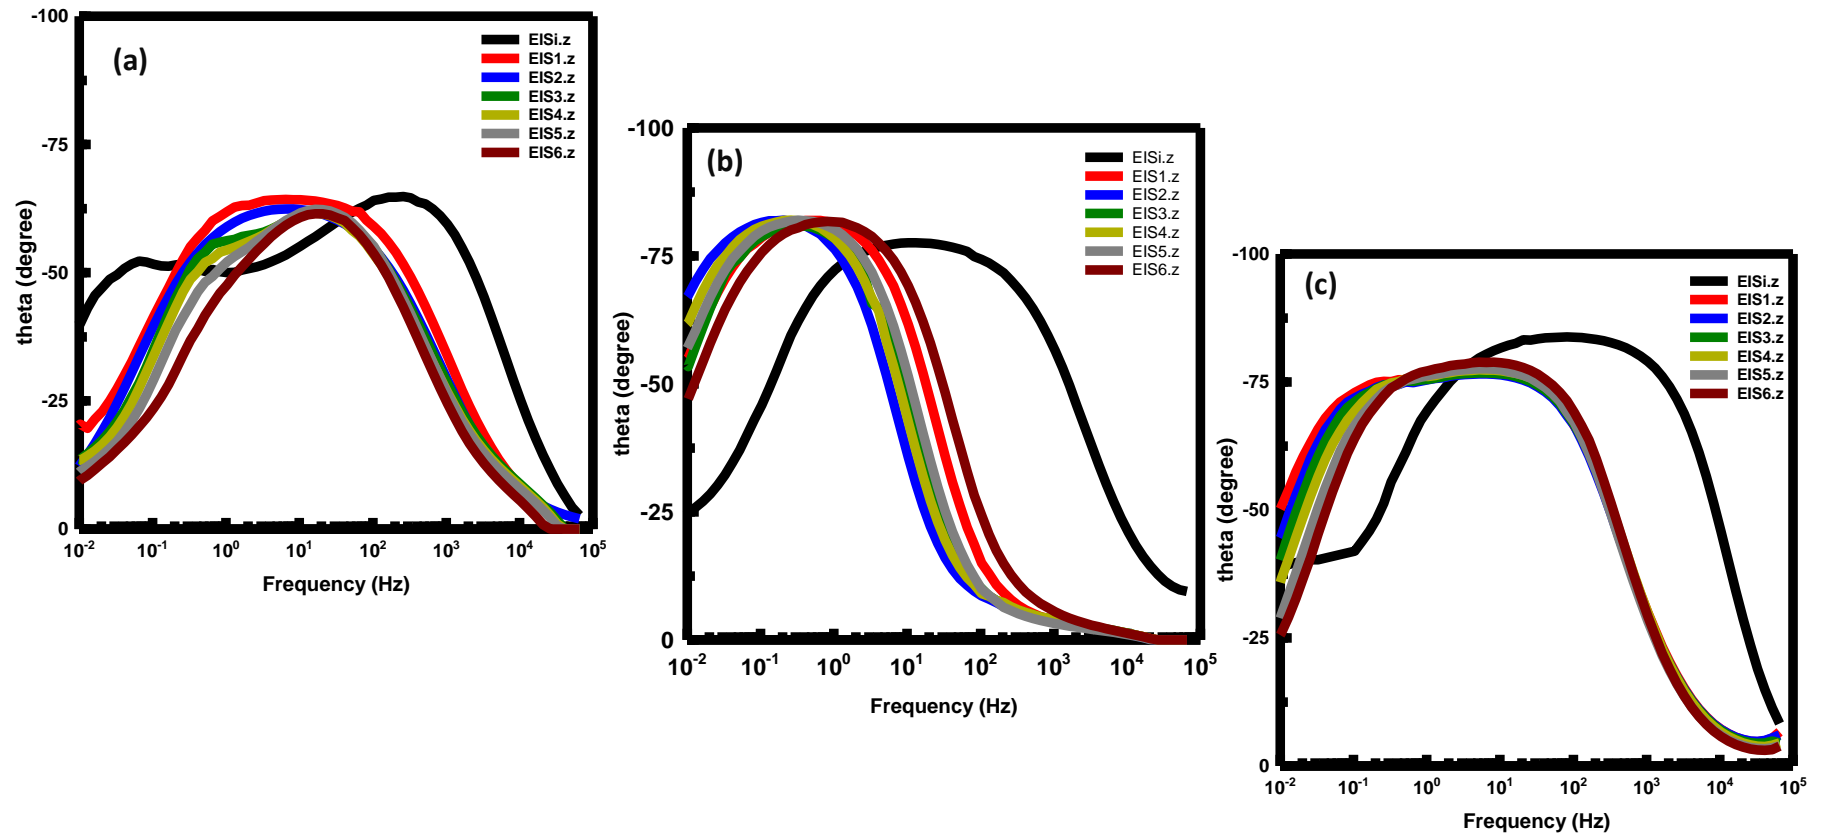 (a)
-100
-75
-50
-25
0
theta (degree)
EISi.z
EIS1.z
EIS2.z
EIS3.z
EIS4.z
EIS5.z
EIS6.z
10⁻² 10⁻¹ 10⁰ 10¹ 10² 10³ 10⁴ 10⁵
Frequency (Hz)
(b)
-100
-75
-50
-25
0
theta (degree)
EISi.z
EIS1.z
EIS2.z
EIS3.z
EIS4.z
EIS5.z
EIS6.z
10⁻² 10⁻¹ 10⁰ 10¹ 10² 10³ 10⁴ 10⁵
Frequency (Hz)
(c)
-100
-75
-50
-25
0
theta (degree)
EISi.z
EIS1.z
EIS2.z
EIS3.z
EIS4.z
EIS5.z
EIS6.z
10⁻² 10⁻¹ 10⁰ 10¹ 10² 10³ 10⁴ 10⁵
Frequency (Hz)